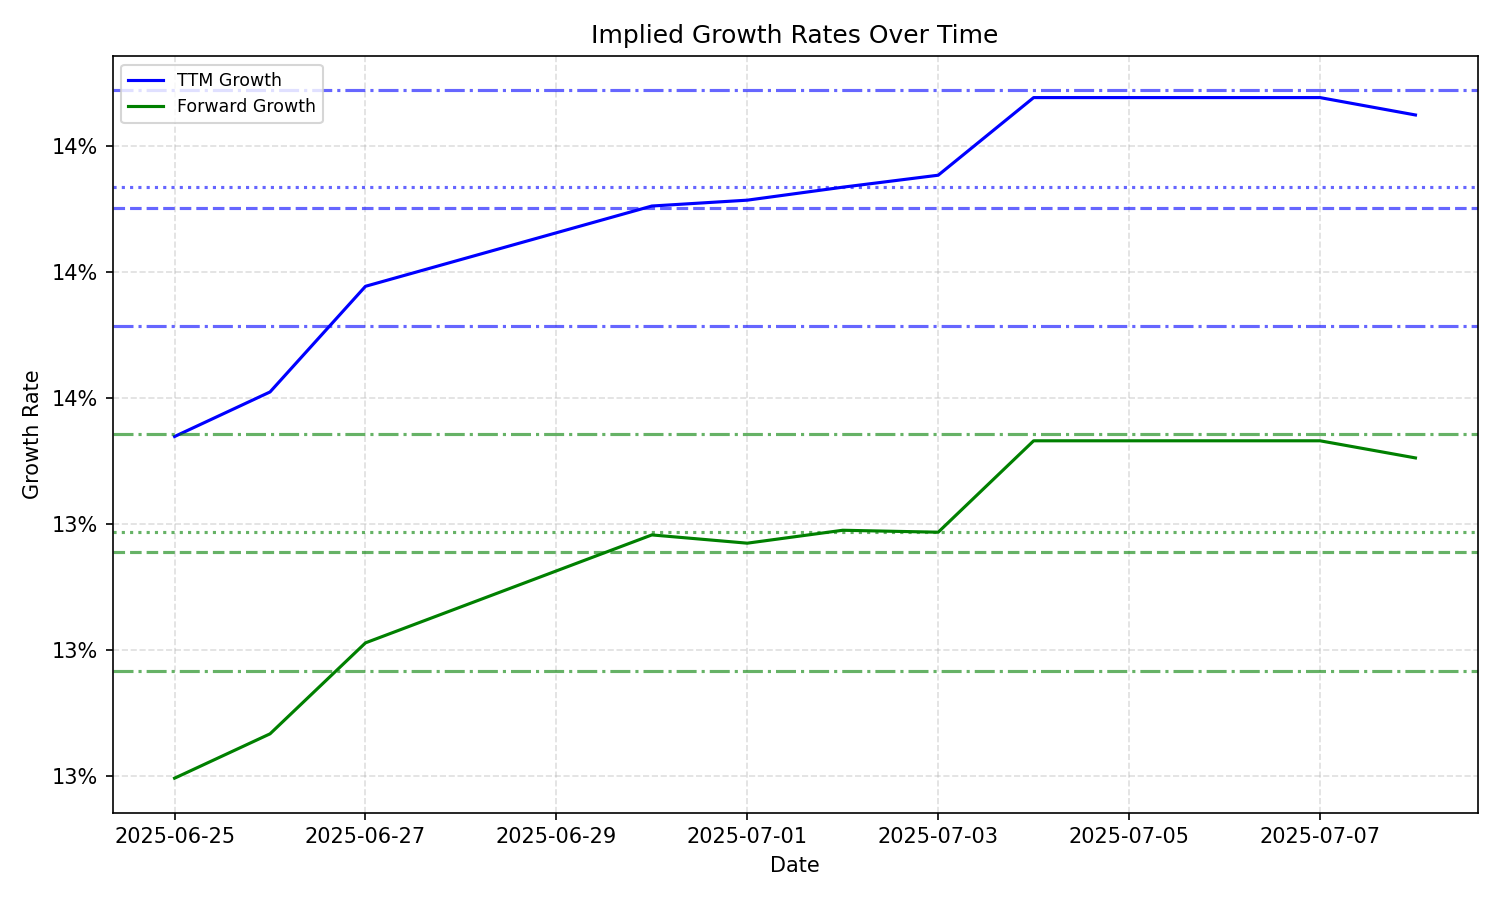 Implied Growth Rates Over Time
TTM Growth
Forward Growth
14%
14%
14%
13%
13%
13%
Growth Rate
2025-06-25
2025-06-27
2025-06-29
2025-07-01
2025-07-03
2025-07-05
2025-07-07
Date